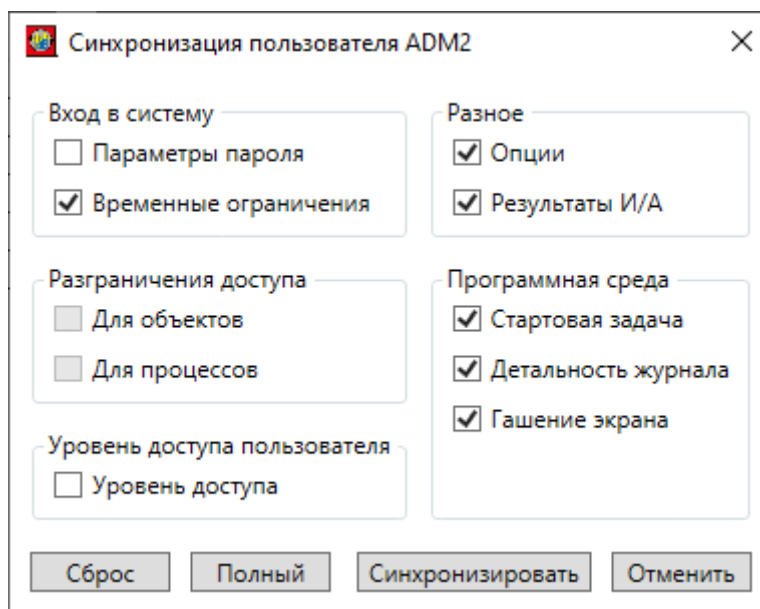 Синхронизация пользователя ADM2
Вход в систему
Параметры пароля
Временные ограничения
Разное
Опции
Результаты И/А
Разграничения доступа
Для объектов
Для процессов
Программная среда
Стартовая задача
Детальность журнала
Гашение экрана
Уровень доступа пользователя
Уровень доступа
Сброс
Полный
Синхронизировать
Отменить